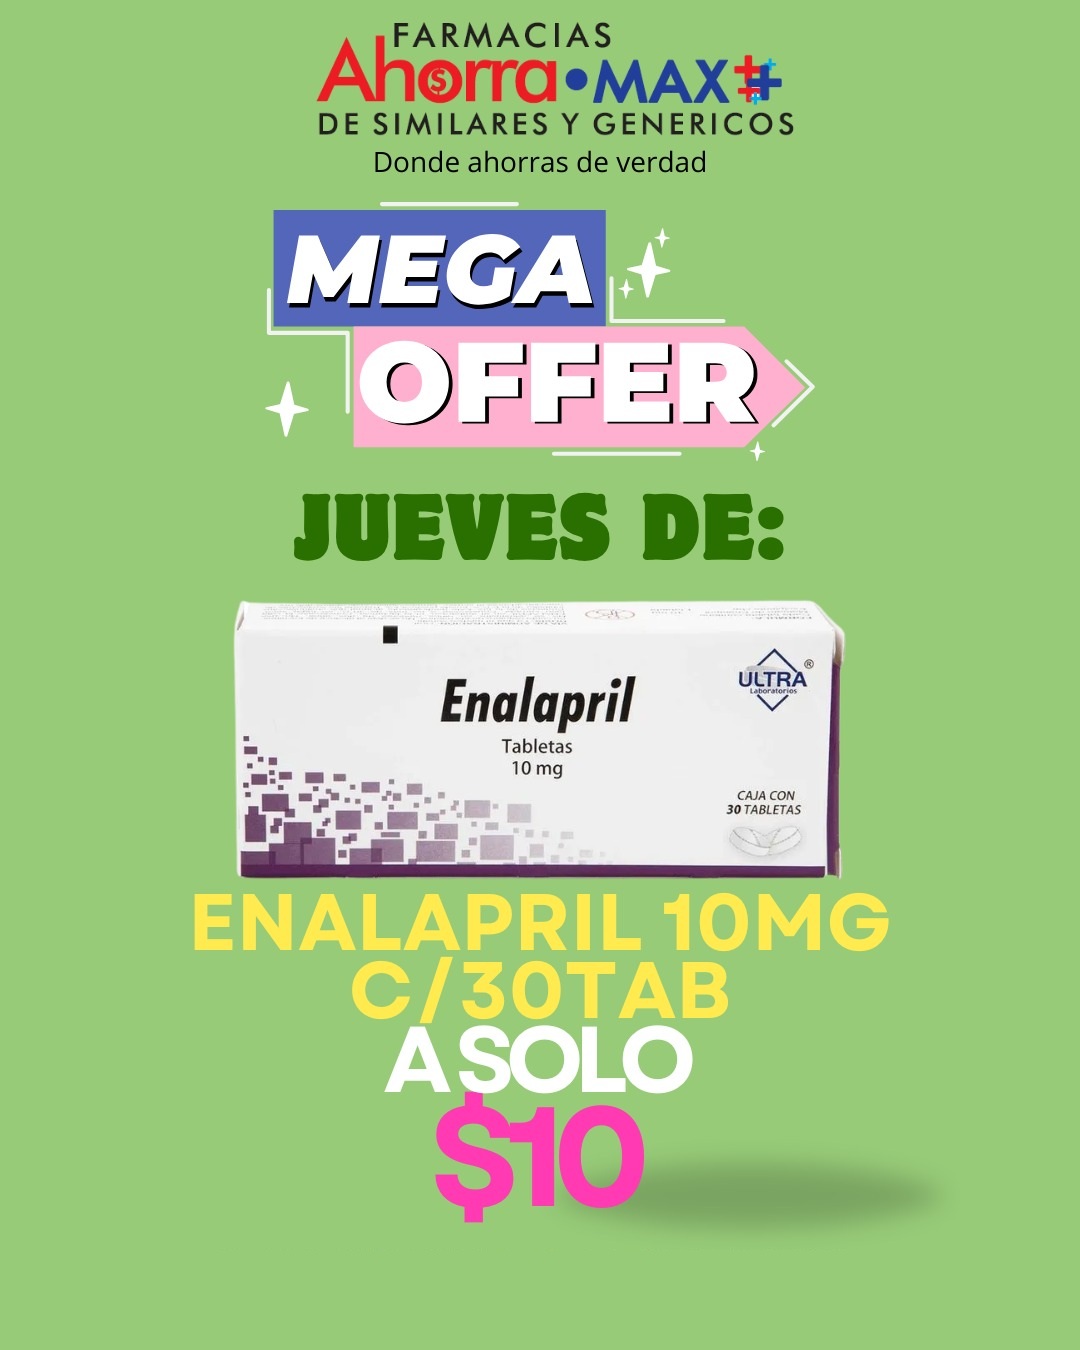 FARMACIAS
Ahorra•MAX
DE SIMILARES Y GENERICOS
Donde ahorras de verdad
MEGA
OFFER
JUEVES DE:
Enalapril
Tabletas
10 mg
ULTRA®
Laboratorios
CAJA CON
30 TABLETAS
ENALAPRIL 10MG
C/30TAB
A SOLO
$10